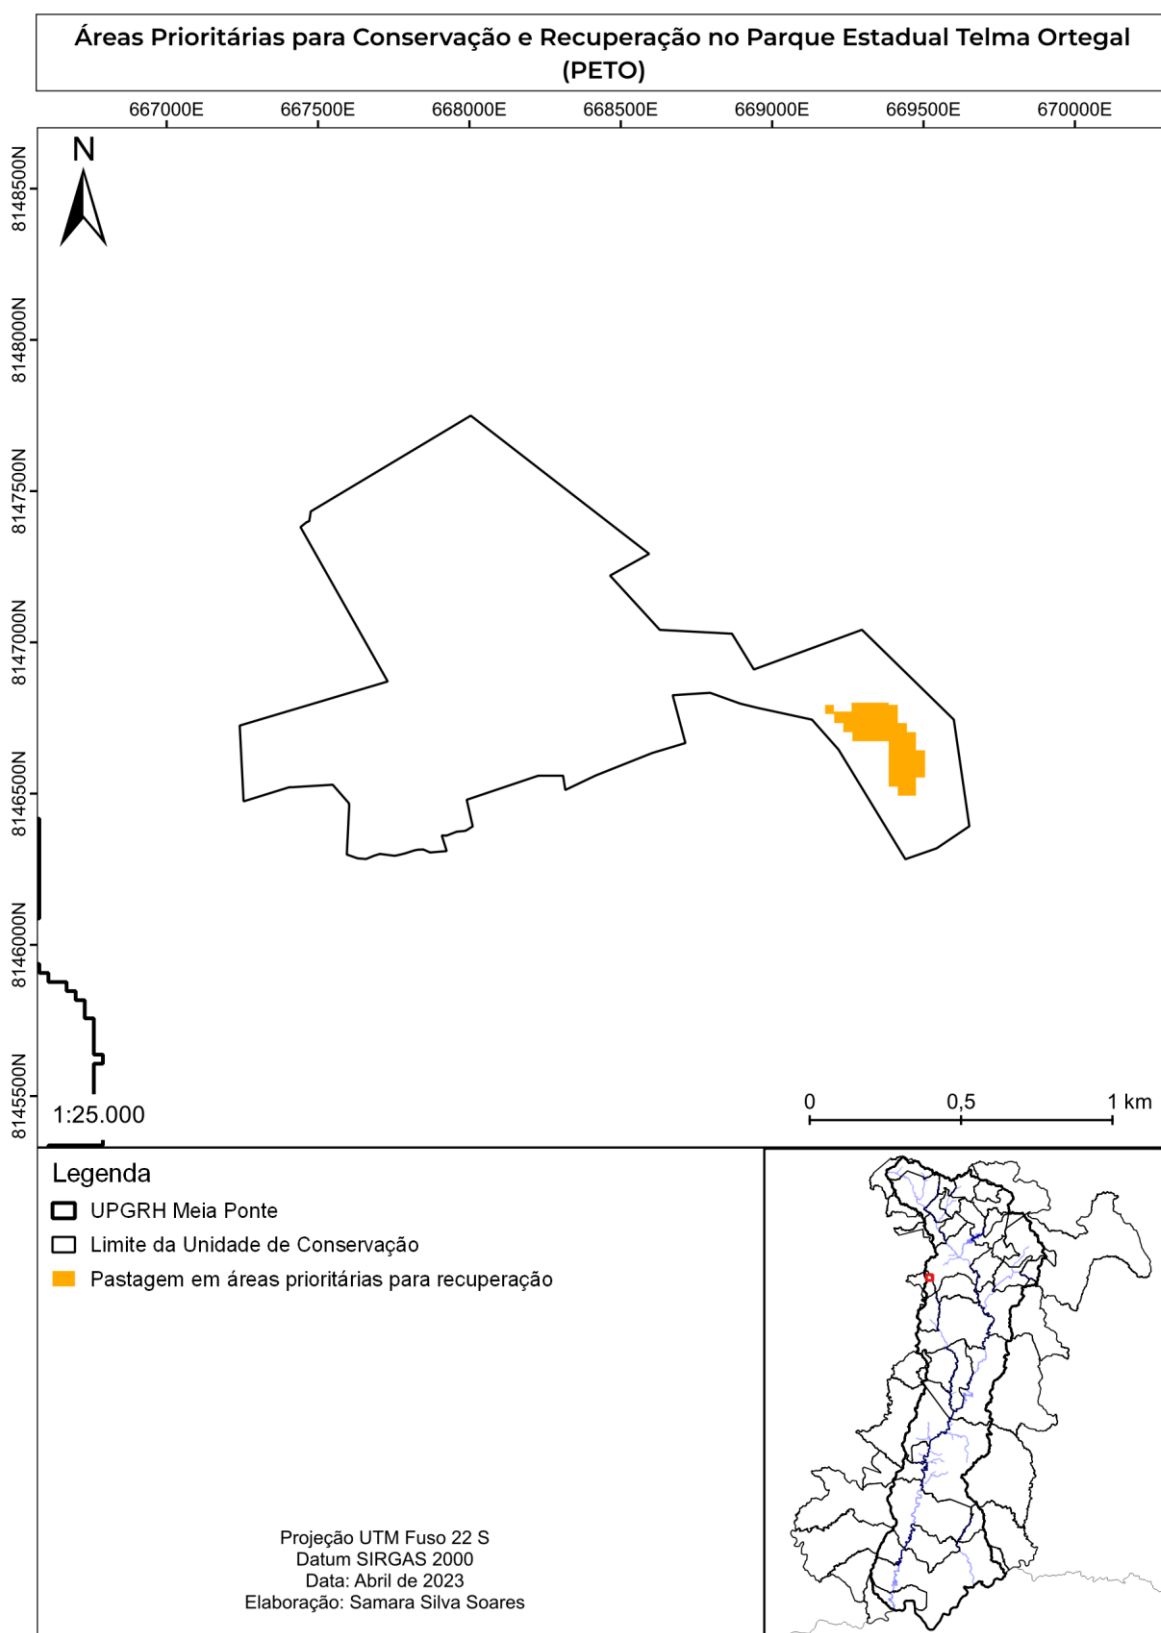 Áreas Prioritárias para Conservação e Recuperação no Parque Estadual Telma Ortegal
(PETO)
667000E 667500E 668000E 668500E 669000E 669500E 670000E
N
8148500N
8148000N
8147500N
8147000N
8146500N
8146000N
8145500N
1:25.000
0 0,5 1 km
Legenda
UPGRH Meia Ponte
Limite da Unidade de Conservação
Pastagem em áreas prioritárias para recuperação
Projeção UTM Fuso 22 S
Datum SIRGAS 2000
Data: Abril de 2023
Elaboração: Samara Silva Soares